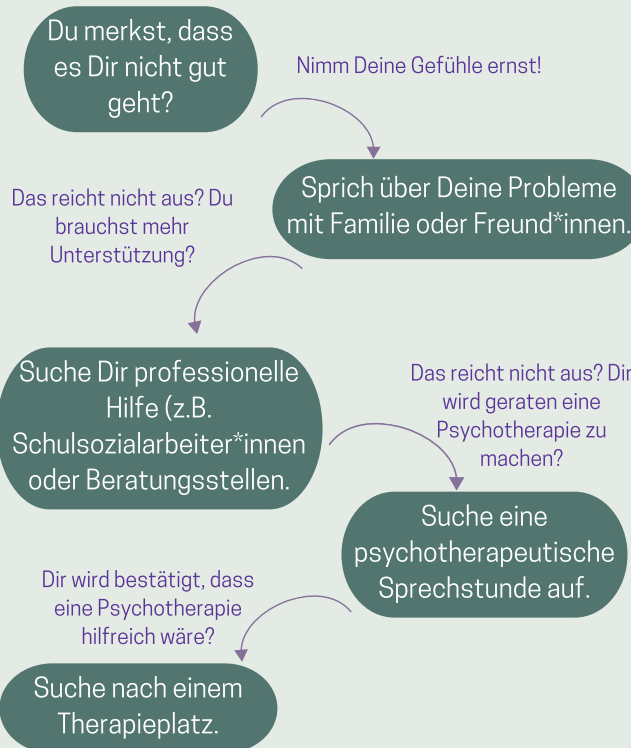 Du merkst, dass
es Dir nicht gut
geht?
Nimm Deine Gefühle ernst!
Sprich über Deine Probleme
mit Familie oder Freund*innen.
Das reicht nicht aus? Du
brauchst mehr
Unterstützung?
Suche Dir professionelle
Hilfe (z.B.
Schulsozialarbeiter*innen
oder Beratungsstellen.
Das reicht nicht aus? Dir
wird geraten eine
Psychotherapie zu
machen?
Suche eine
psychotherapeutische
Sprechstunde auf.
Dir wird bestätigt, dass
eine Psychotherapie
hilfreich wäre?
Suche nach einem
Therapieplatz.